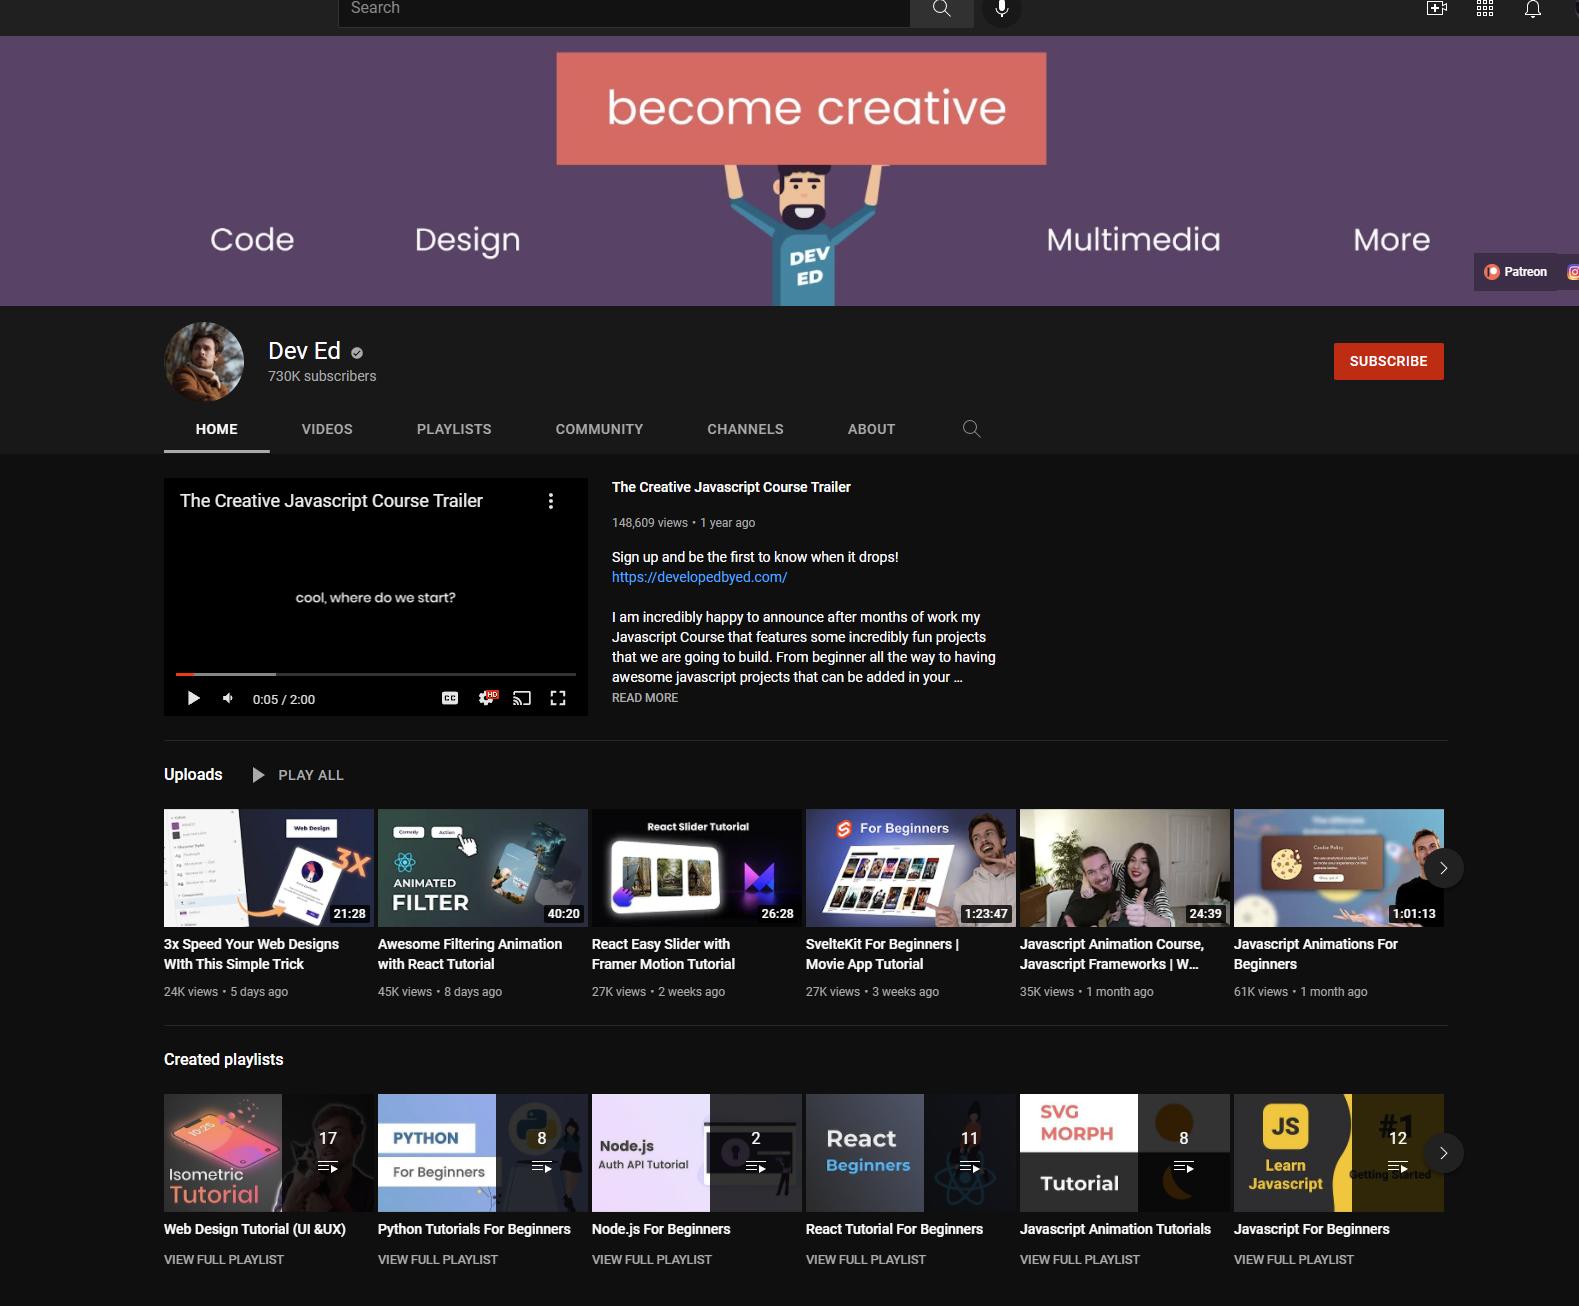 Search
become creative
Code
Design
Multimedia
More
DEV
ED
Patreon
Dev Ed
730K subscribers
SUBSCRIBE
HOME
VIDEOS
PLAYLISTS
COMMUNITY
CHANNELS
ABOUT
The Creative Javascript Course Trailer
cool, where do we start?
0:05 / 2:00
CC
HD
The Creative Javascript Course Trailer
148,609 views • 1 year ago
Sign up and be the first to know when it drops!
https://developedbyed.com/
I am incredibly happy to announce after months of work my
Javascript Course that features some incredibly fun projects
that we are going to build. From beginner all the way to having
awesome javascript projects that can be added in your ...
READ MORE
Uploads
PLAY ALL
Web Design
3X
21:28
3x Speed Your Web Designs
WIth This Simple Trick
24K views • 5 days ago
Comedy
Action
ANIMATED
FILTER
40:20
Awesome Filtering Animation
with React Tutorial
45K views • 8 days ago
React Slider Tutorial
26:28
React Easy Slider with
Framer Motion Tutorial
27K views • 2 weeks ago
For Beginners
1:23:47
SvelteKit For Beginners |
Movie App Tutorial
27K views • 3 weeks ago
24:39
Javascript Animation Course,
Javascript Frameworks | W...
35K views • 1 month ago
Cookie Policy
1:01:13
Javascript Animations For
Beginners
61K views • 1 month ago
Created playlists
10:25
Isometric
Tutorial
17
Web Design Tutorial (UI &UX)
VIEW FULL PLAYLIST
PYTHON
For Beginners
8
Python Tutorials For Beginners
VIEW FULL PLAYLIST
Node.js
Auth API Tutorial
2
Node.js For Beginners
VIEW FULL PLAYLIST
React
Beginners
11
React Tutorial For Beginners
VIEW FULL PLAYLIST
SVG
MORPH
Tutorial
8
Javascript Animation Tutorials
VIEW FULL PLAYLIST
JS
Learn
Javascript
#1
12
Getting Started
Javascript For Beginners
VIEW FULL PLAYLIST